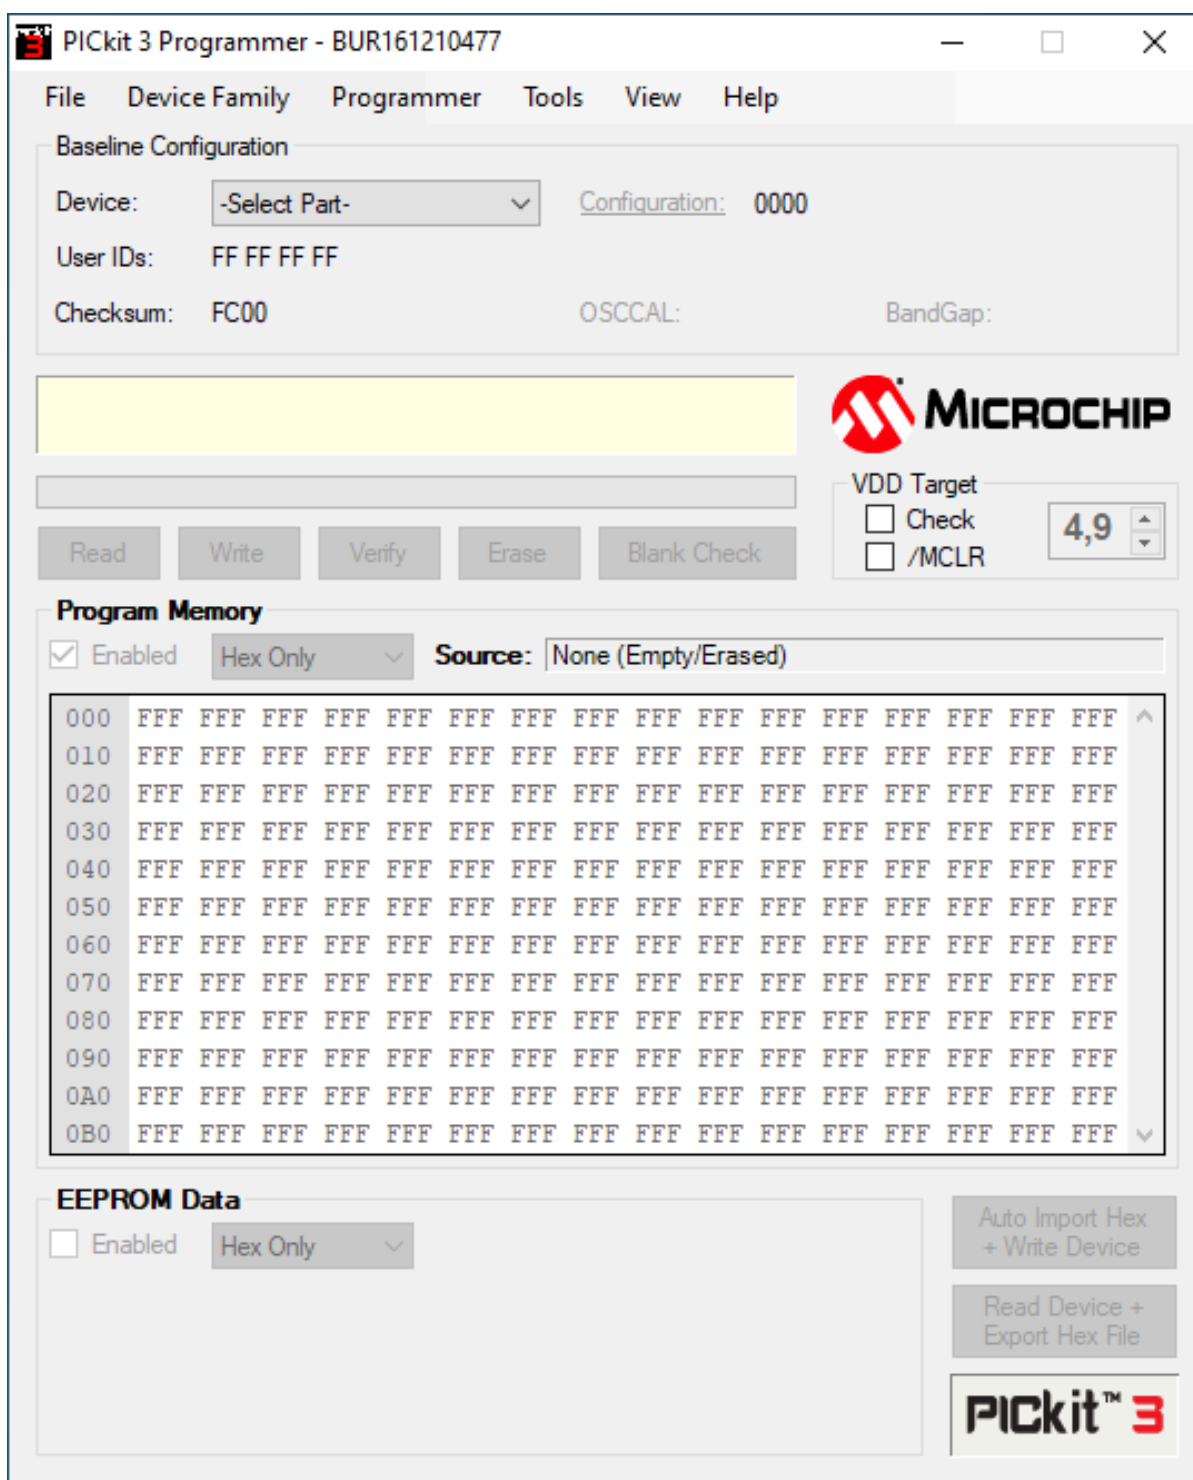 PICkit 3 Programmer - BUR161210477
File Device Family Programmer Tools View Help
Baseline Configuration
Device: -Select Part- Configuration: 0000
User IDs: FF FF FF FF
Checksum: FC00 OSCCAL: BandGap:
MICROCHIP
VDD Target
Check
/MCLR
4,9
Read Write Verify Erase Blank Check
Program Memory
Enabled Hex Only Source: None (Empty/Erased)
000 FFF FFF FFF FFF FFF FFF FFF FFF FFF FFF FFF FFF FFF FFF FFF FFF
010 FFF FFF FFF FFF FFF FFF FFF FFF FFF FFF FFF FFF FFF FFF FFF FFF
020 FFF FFF FFF FFF FFF FFF FFF FFF FFF FFF FFF FFF FFF FFF FFF FFF
030 FFF FFF FFF FFF FFF FFF FFF FFF FFF FFF FFF FFF FFF FFF FFF FFF
040 FFF FFF FFF FFF FFF FFF FFF FFF FFF FFF FFF FFF FFF FFF FFF FFF
050 FFF FFF FFF FFF FFF FFF FFF FFF FFF FFF FFF FFF FFF FFF FFF FFF
060 FFF FFF FFF FFF FFF FFF FFF FFF FFF FFF FFF FFF FFF FFF FFF FFF
070 FFF FFF FFF FFF FFF FFF FFF FFF FFF FFF FFF FFF FFF FFF FFF FFF
080 FFF FFF FFF FFF FFF FFF FFF FFF FFF FFF FFF FFF FFF FFF FFF FFF
090 FFF FFF FFF FFF FFF FFF FFF FFF FFF FFF FFF FFF FFF FFF FFF FFF
0A0 FFF FFF FFF FFF FFF FFF FFF FFF FFF FFF FFF FFF FFF FFF FFF FFF
0B0 FFF FFF FFF FFF FFF FFF FFF FFF FFF FFF FFF FFF FFF FFF FFF FFF
EEPROM Data
Enabled Hex Only
Auto Import Hex
+ Write Device
Read Device +
Export Hex File
PICkit™ 3